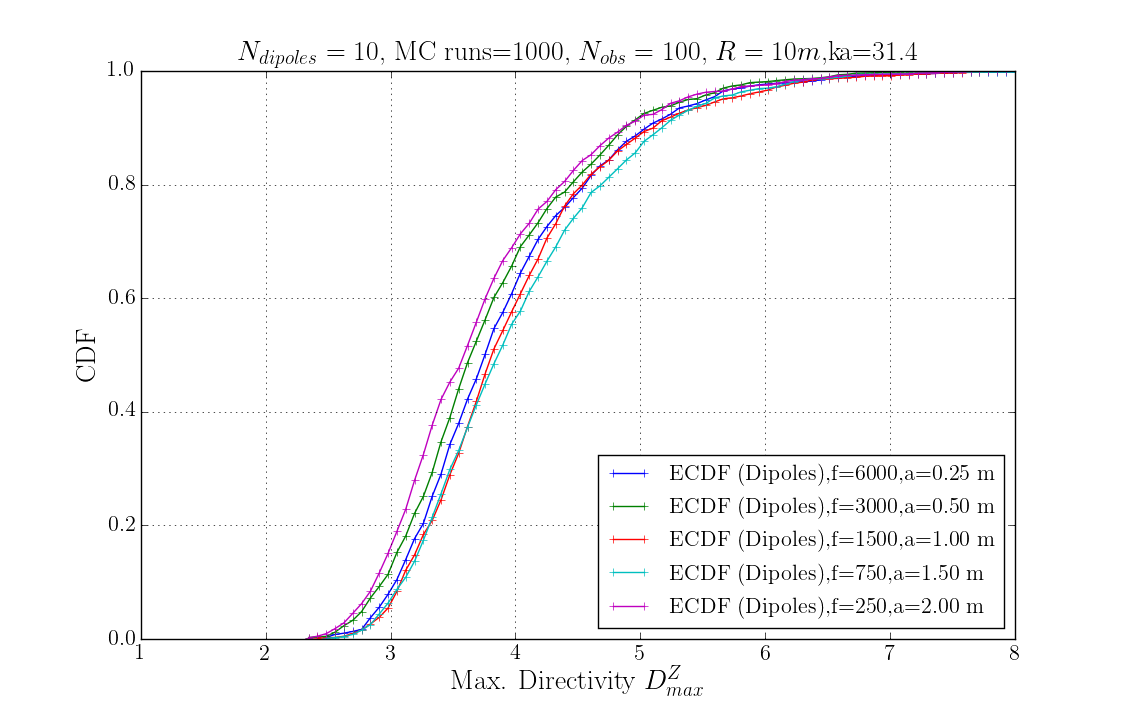 N_dipoles = 10, MC runs=1000, N_obs = 100, R = 10m,ka=31.4
1.0
0.8
0.6
0.4
0.2
0.0
CDF
ECDF (Dipoles),f=6000,a=0.25 m
ECDF (Dipoles),f=3000,a=0.50 m
ECDF (Dipoles),f=1500,a=1.00 m
ECDF (Dipoles),f=750,a=1.50 m
ECDF (Dipoles),f=250,a=2.00 m
1 2 3 4 5 6 7 8
Max. Directivity D^Z_max